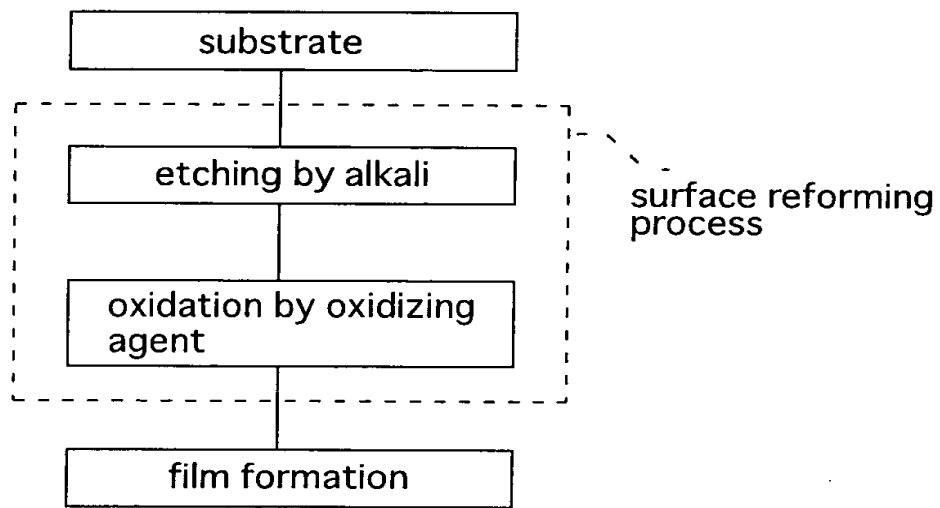 substrate
etching by alkali
surface reforming
process
oxidation by oxidizing
agent
film formation